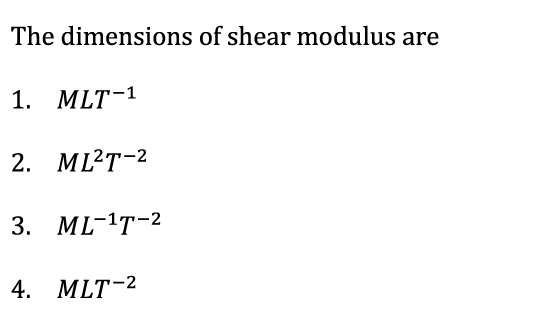 The dimensions of shear modulus are
1. MLT⁻¹
2. ML²T⁻²
3. ML⁻¹T⁻²
4. MLT⁻²